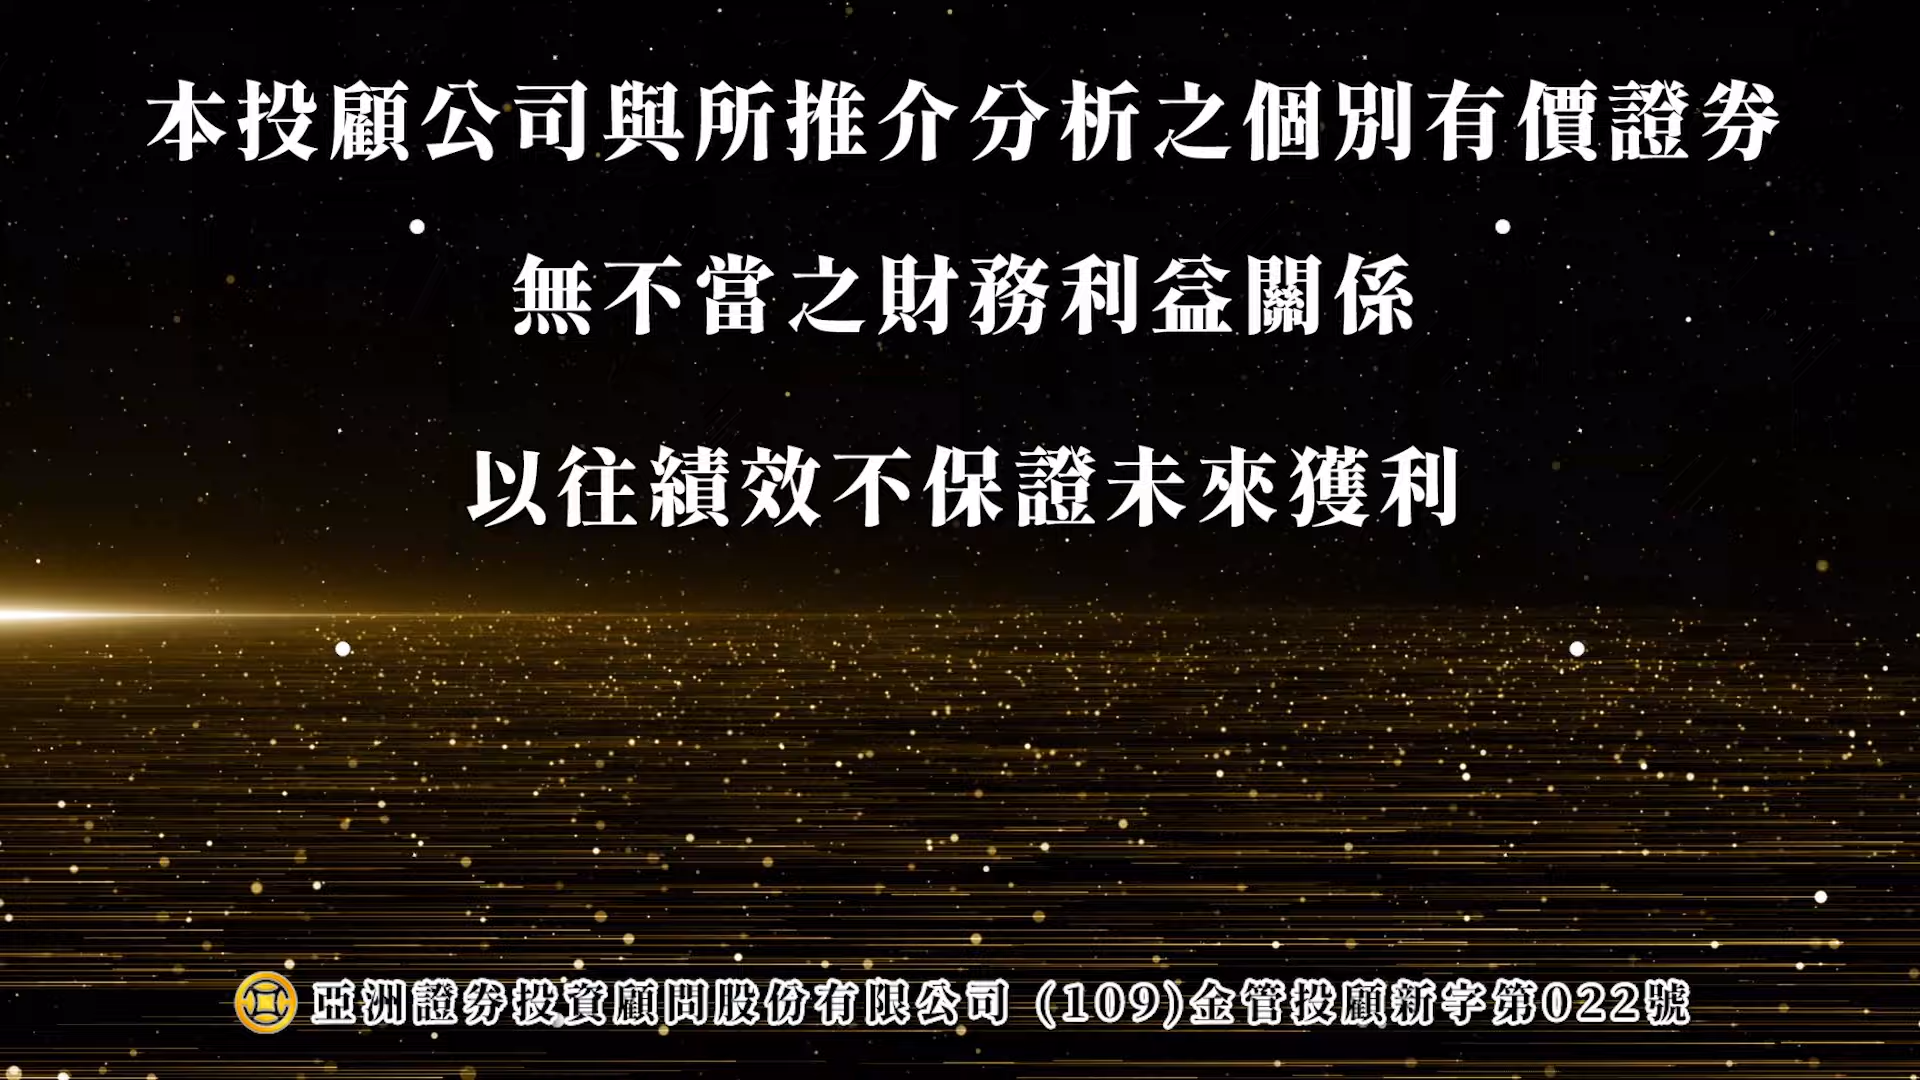 本投顧公司與所推介分析之個別有價證券
無不當之財務利益關係
以往績效不保證未來獲利
亞洲證券投資顧問股份有限公司 (109)金管投顧新字第022號